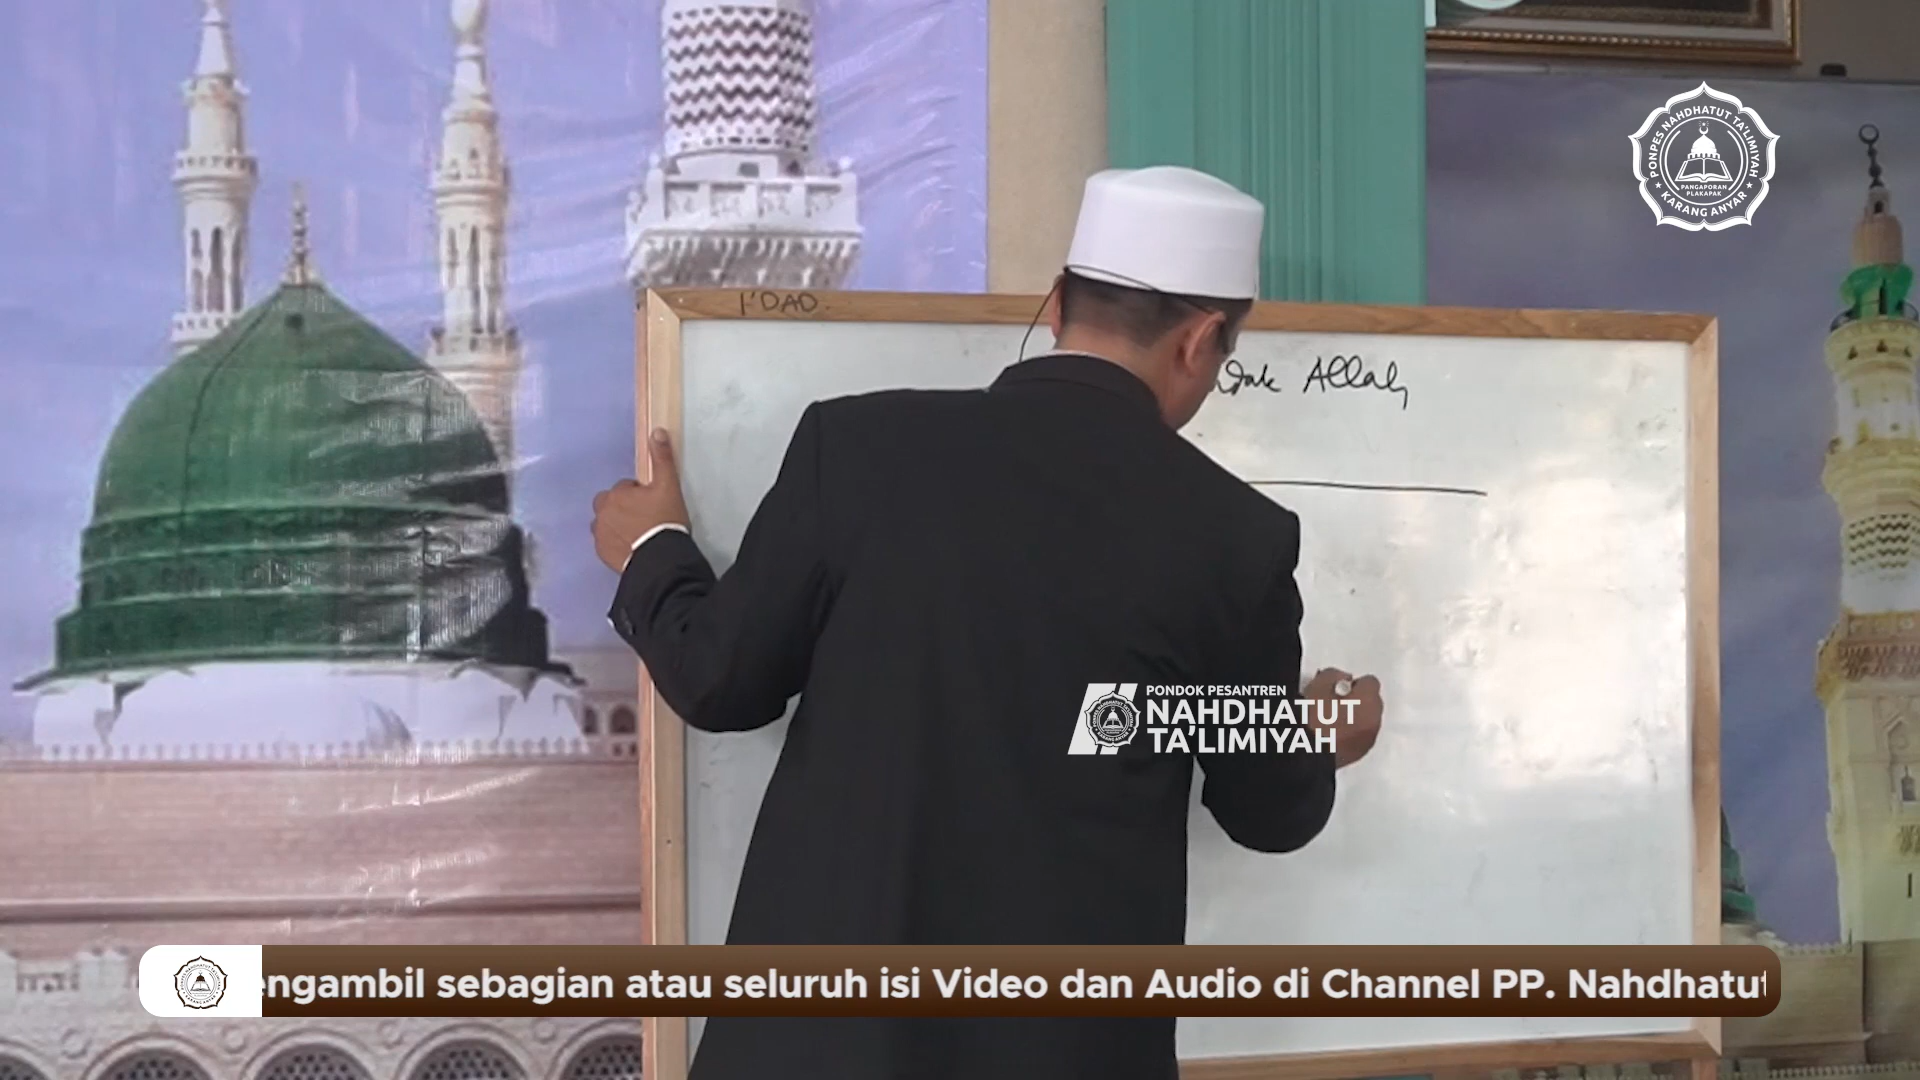 PONPES NAHDHATUT TA'LIMIYAH
PANGAPORAN
PLAKAPAK
KARANG ANYAR
I'DAD.
Allah
PONDOK PESANTREN
NAHDHATUT
TA'LIMIYAH
engambil sebagian atau seluruh isi Video dan Audio di Channel PP. Nahdhatut